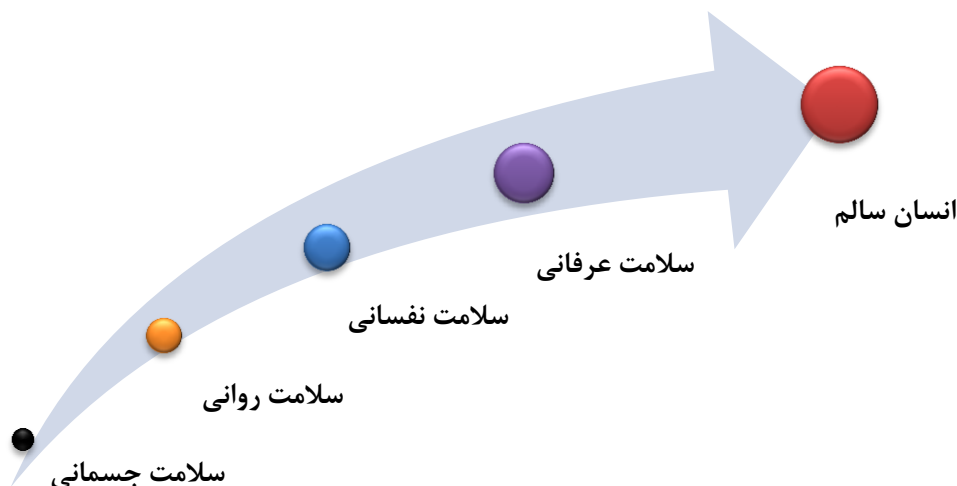 انسان سالم
سلامت عرفانی
سلامت نفسانی
سلامت روانی
سلامت جسمانی